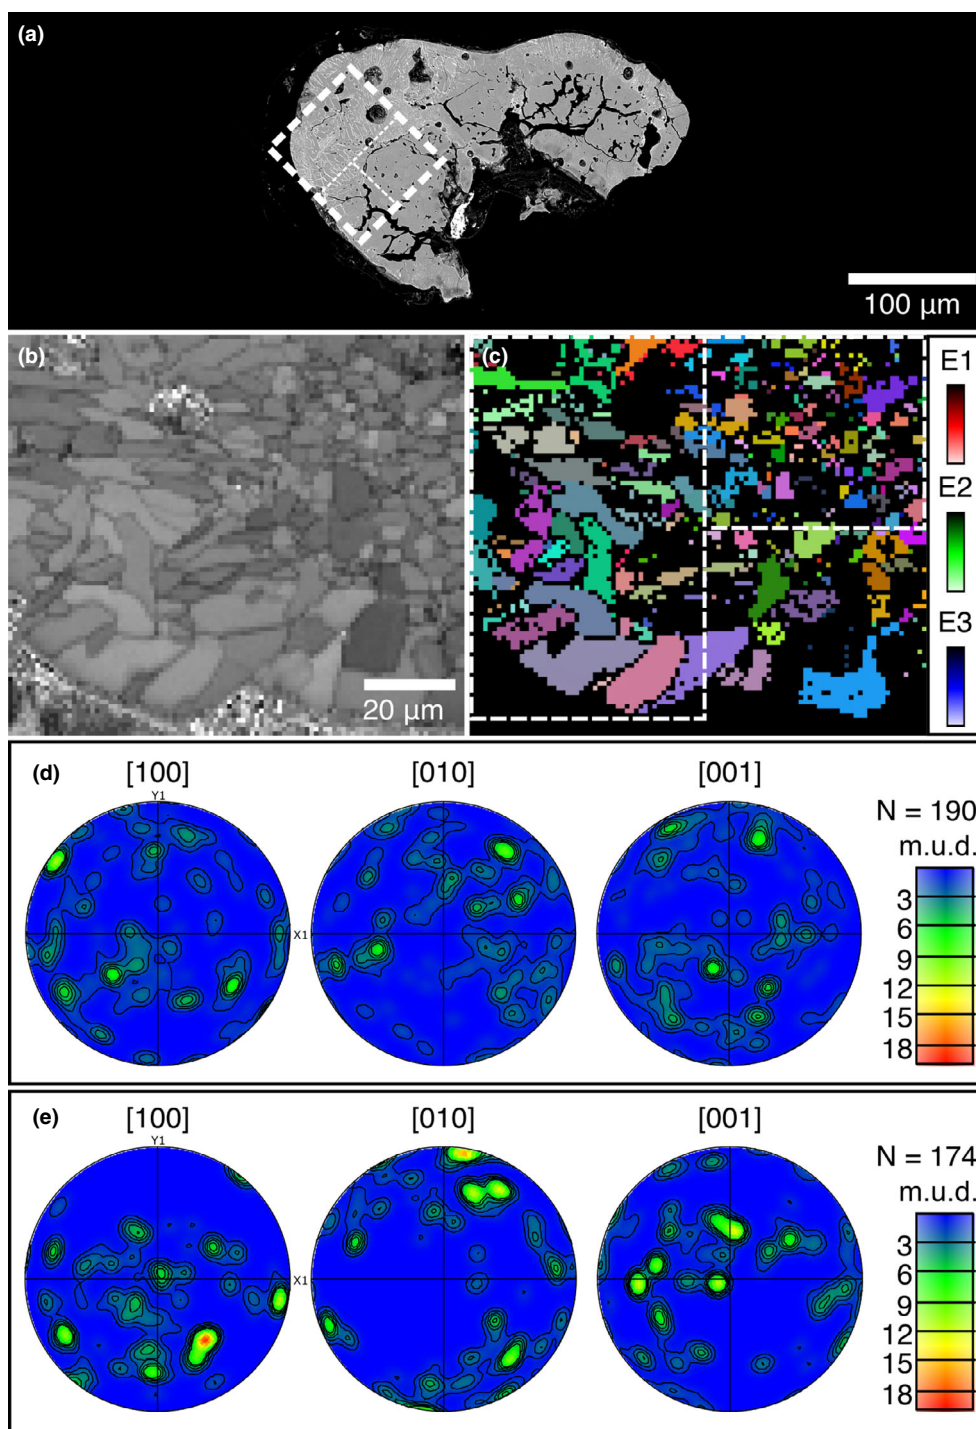 (a)
100 µm
(b)
20 µm
(c)
E1
E2
E3
(d)
[100]
[010]
[001]
Y1
X1
N = 190
m.u.d.
3
6
9
12
15
18
(e)
[100]
[010]
[001]
Y1
X1
N = 174
m.u.d.
3
6
9
12
15
18